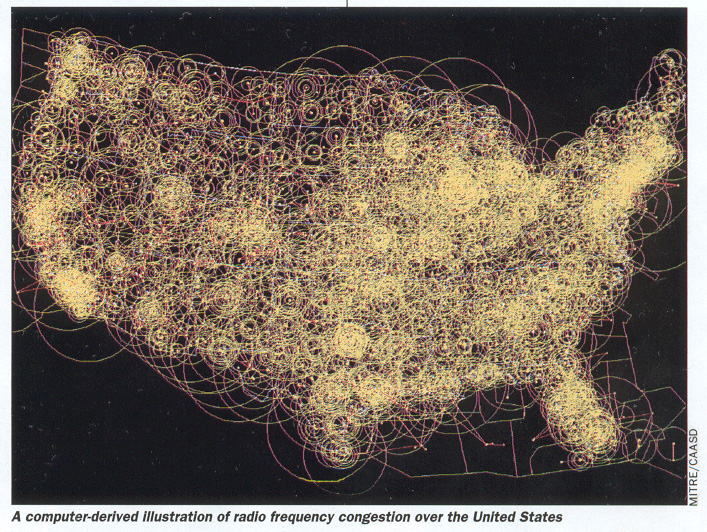 A computer-derived illustration of radio frequency congestion over the United States
MITRE/CAASD